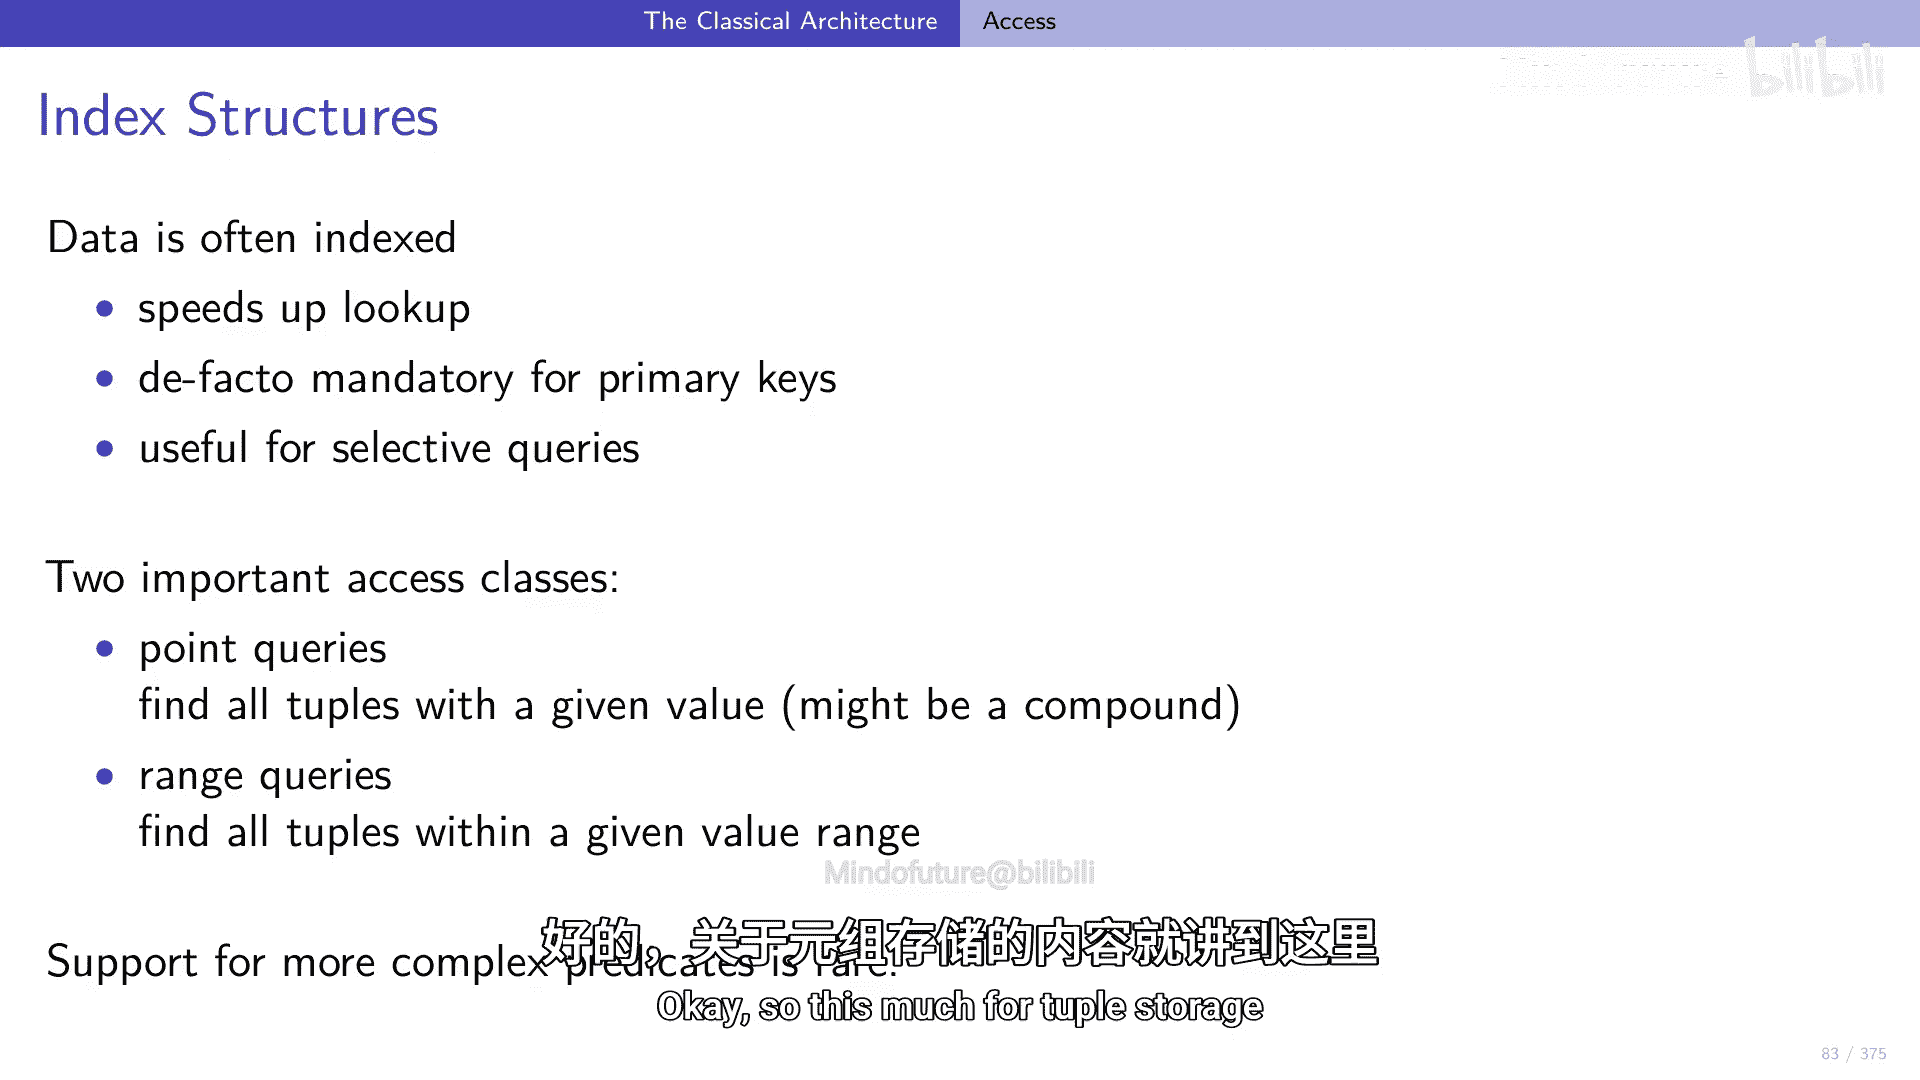 The Classical Architecture
Access
bilibili
Index Structures
Data is often indexed
• speeds up lookup
• de-facto mandatory for primary keys
• useful for selective queries
Two important access classes:
• point queries
find all tuples with a given value (might be a compound)
• range queries
find all tuples within a given value range
Mindofuture@bilibili
Support for more complex predicates is rare.
好的，关于元组存储的内容就讲到这里
Okay, so this much for tuple storage
83 / 375